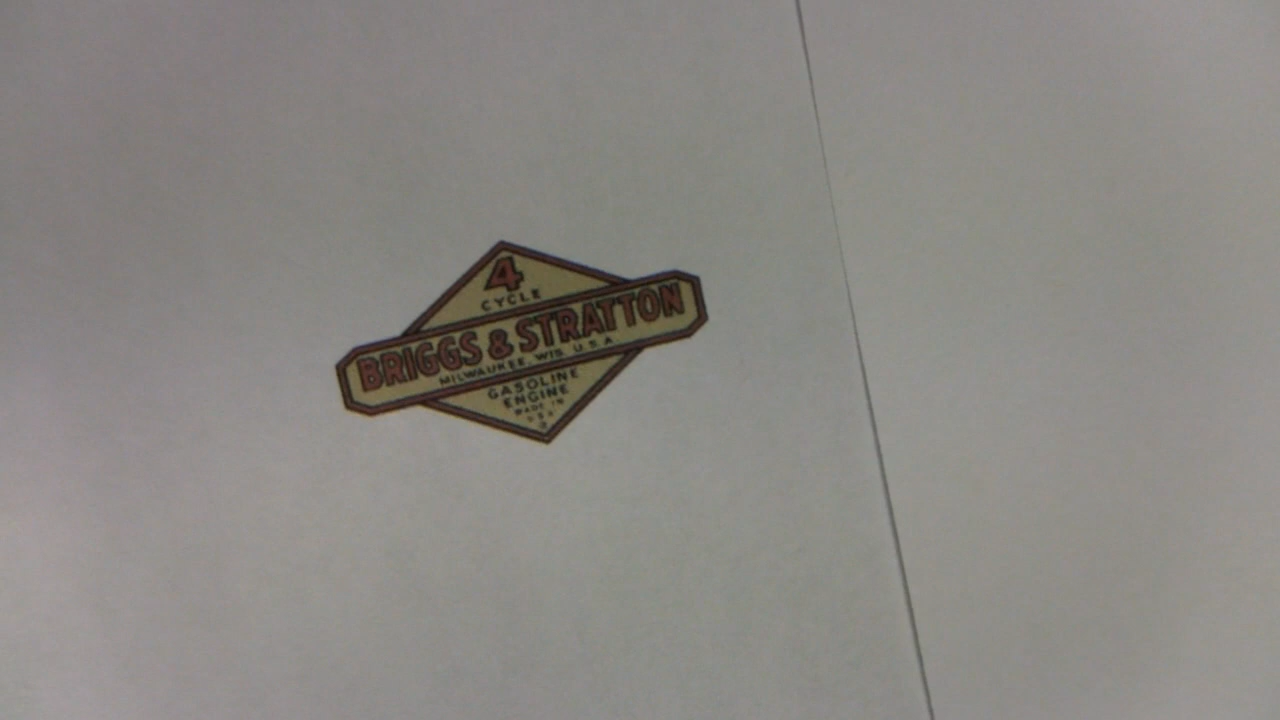 4
CYCLE
BRIGGS & STRATTON
MILWAUKEE, WIS. U.S.A
GASOLINE
ENGINE
MADE IN
U.S.A